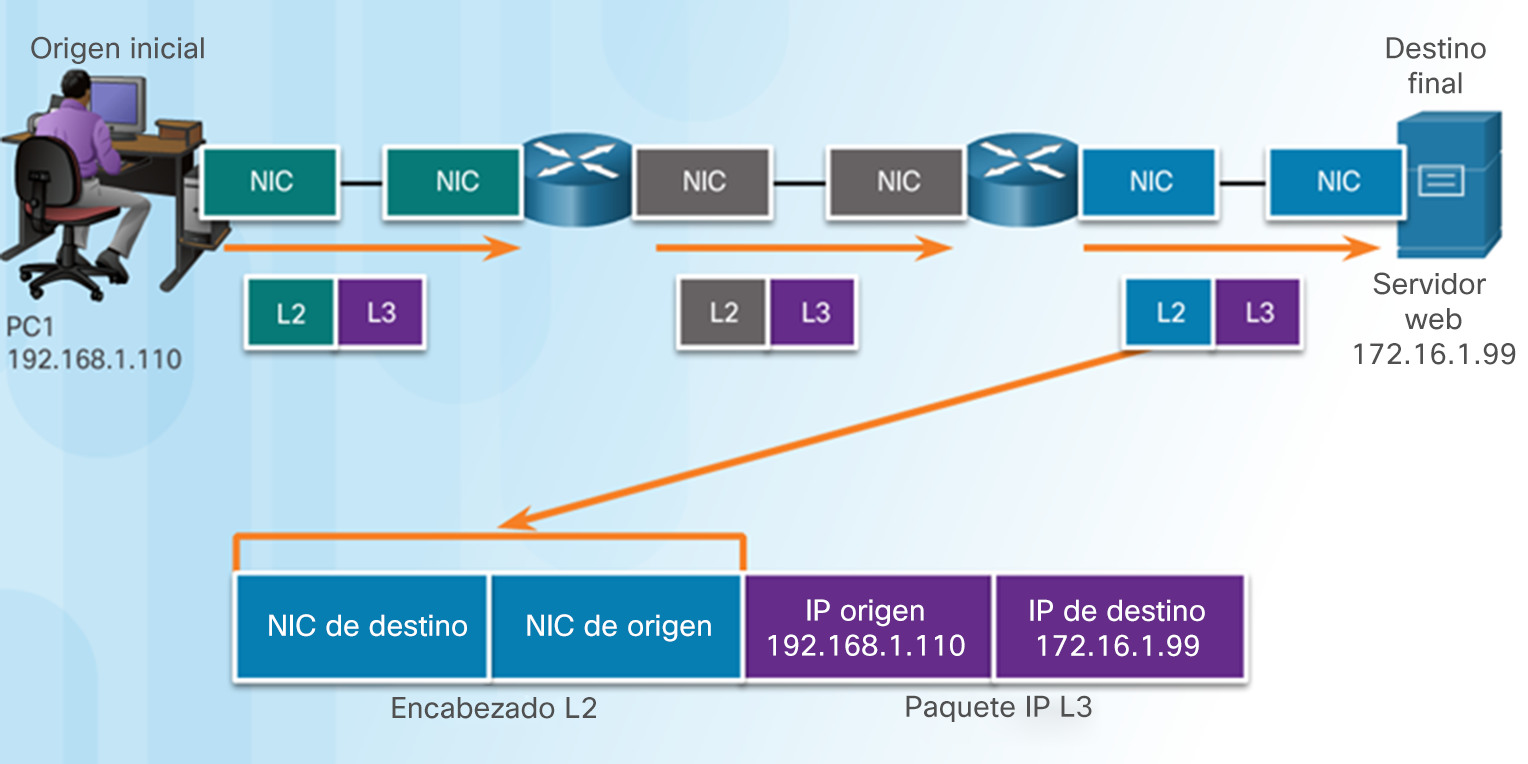 Origen inicial
Destino
final
NIC
NIC
NIC
NIC
NIC
NIC
L2
L3
L2
L3
L2
L3
PC1
192.168.1.110
Servidor
web
172.16.1.99
NIC de destino
NIC de origen
IP origen
192.168.1.110
IP de destino
172.16.1.99
Encabezado L2
Paquete IP L3